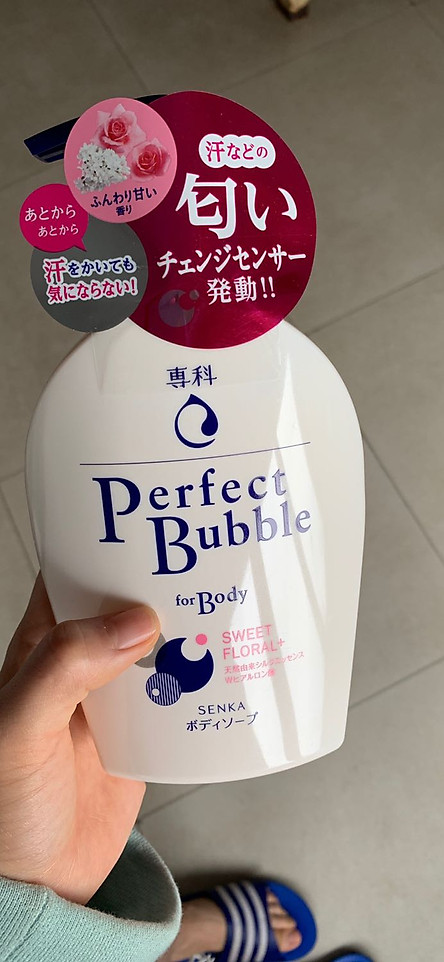 汗などの
匂い
チェンジセンサー
発動!!
ふんわり甘い
香り
あとから
あとから
汗をかいても
気にならない!
専科
Perfect
Bubble
for Body
SWEET
FLORAL+
天然由来シルクエッセンス
Wヒアルロン酸
SENKA
ボディソープ